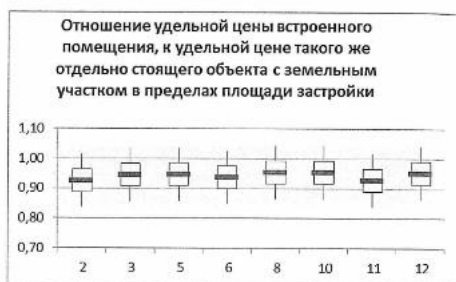 Отношение удельной цены встроенного
помещения, к удельной цене такого же
отдельно стоящего объекта с земельным
участком в пределах площади застройки
1,10
1,00
0,90
0,80
0,70
2 3 5 6 8 10 11 12